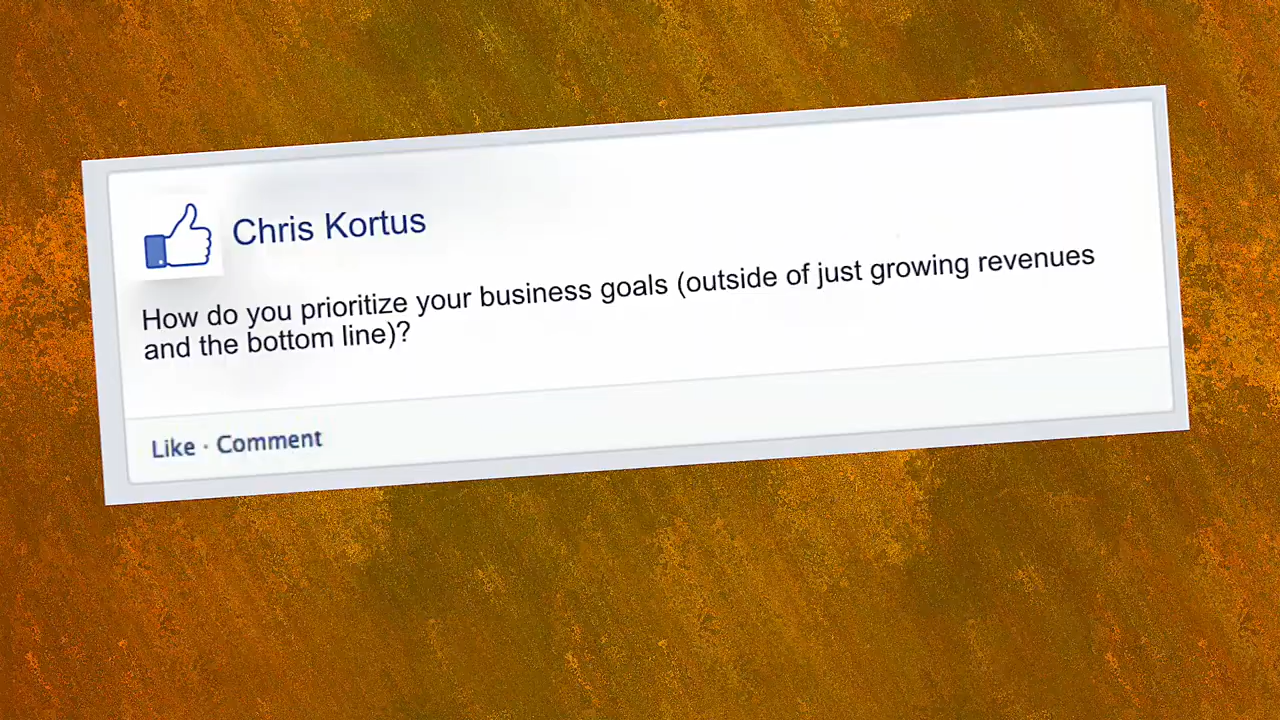 Chris Kortus
How do you prioritize your business goals (outside of just growing revenues
and the bottom line)?
Like · Comment